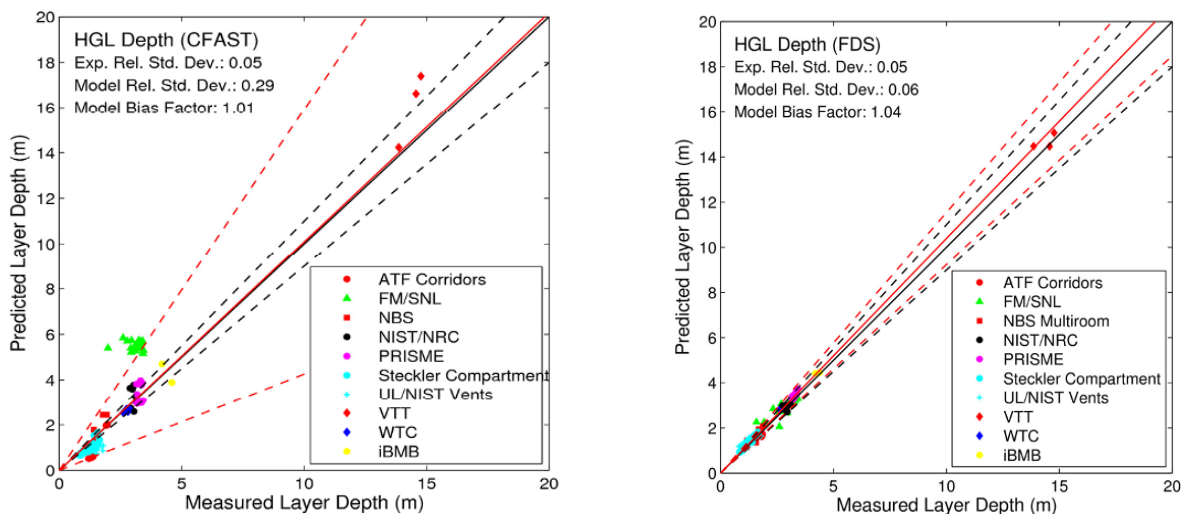 20
18
16
14
12
10
8
6
4
2
0
Predicted Layer Depth (m)
HGL Depth (CFAST)
Exp. Rel. Std. Dev.: 0.05
Model Rel. Std. Dev.: 0.29
Model Bias Factor: 1.01
ATF Corridors
FM/SNL
NBS
NIST/NRC
PRISME
Steckler Compartment
UL/NIST Vents
VTT
WTC
iBMB
0 5 10 15 20
Measured Layer Depth (m)
20
18
16
14
12
10
8
6
4
2
0
Predicted Layer Depth (m)
HGL Depth (FDS)
Exp. Rel. Std. Dev.: 0.05
Model Rel. Std. Dev.: 0.06
Model Bias Factor: 1.04
ATF Corridors
FM/SNL
NBS Multiroom
NIST/NRC
PRISME
Steckler Compartment
UL/NIST Vents
VTT
WTC
iBMB
0 5 10 15 20
Measured Layer Depth (m)